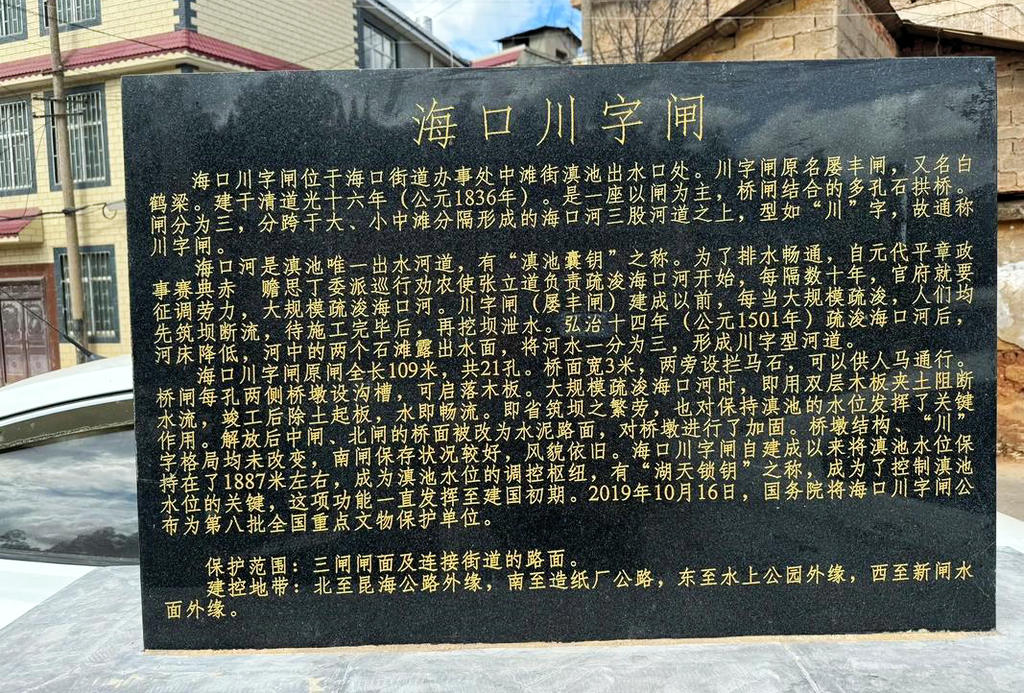 海口川字闸
海口川字闸位于海口街道办事处中滩街滇池出水口处。川字闸原名屡丰闸，又名白
鹤梁。建于清道光十六年（公元1836年）。是一座以闸为主，桥闸结合的多孔石拱桥。
闸分为三，分跨于大、小中滩分隔形成的海口河三股河道之上，型如“川”字，故通称
川字闸。
海口河是滇池唯一出水河道，有“滇池囊钥”之称。为了排水畅通，自元代平章政
事赛典赤　瞻思丁委派巡行劝农使张立道负责疏浚海口河开始，每隔数十年，官府就要
征调劳力，大规模疏浚海口河。川字闸（屡丰闸）建成以前，每当大规模疏浚，人们均
先筑坝断流，待施工完毕后，再挖坝泄水。弘治十四年（公元1501年）疏浚海口河后，
河床降低，河中的两个石滩露出水面，将河水一分为三，形成川字型河道。
海口川字闸原闸全长109米，共21孔。桥面宽3米，两旁设拦马石，可以供人马通行。
桥闸每孔两侧桥墩设沟槽，可启落木板。大规模疏浚海口河时，即用双层木板夹土阻断
水流，竣工后除土起板，水即畅流。即省筑坝之繁劳，也对保持滇池的水位发挥了关键
作用。解放后中闸、北闸的桥面被改为水泥路面，对桥墩进行了加固。桥墩结构、“川”
字格局均未改变，南闸保存状况较好，风貌依旧。海口川字闸自建成以来将滇池水位保
持在了1887米左右，成为滇池水位的调控枢纽，有“湖天锁钥”之称，成为了控制滇池
水位的关键，这项功能一直发挥至建国初期。2019年10月16日，国务院将海口川字闸公
布为第八批全国重点文物保护单位。
保护范围：三闸闸面及连接街道的路面。
建控地带：北至昆海公路外缘，南至造纸厂公路，东至水上公园外缘，西至新闸水
面外缘。